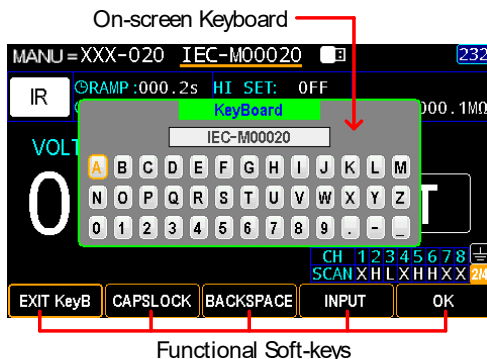 On-screen Keyboard
MANU=XXX-020 IEC-M00020 232
IR RAMP:000.2s HI SET: OFF
KeyBoard
000.1MΩ
IEC-M00020
VOLT
A B C D E F G H I J K L M
N O P Q R S T U V W X Y Z
0 1 2 3 4 5 6 7 8 9 . - _
0 T
CH 1 2 3 4 5 6 7 8
SCAN X H L X H H X X 2/4
EXIT KeyB CAPSLOCK BACKSPACE INPUT OK
Functional Soft-keys